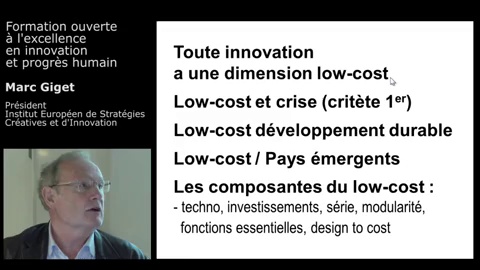 Formation ouverte
à l'excellence
en innovation
et progrès humain
Marc Giget
Président
Institut Européen de Stratégies
Créatives et d'Innovation
Toute innovation
a une dimension low-cost
Low-cost et crise (critète 1er)
Low-cost développement durable
Low-cost / Pays émergents
Les composantes du low-cost :
- techno, investissements, série, modularité,
fonctions essentielles, design to cost